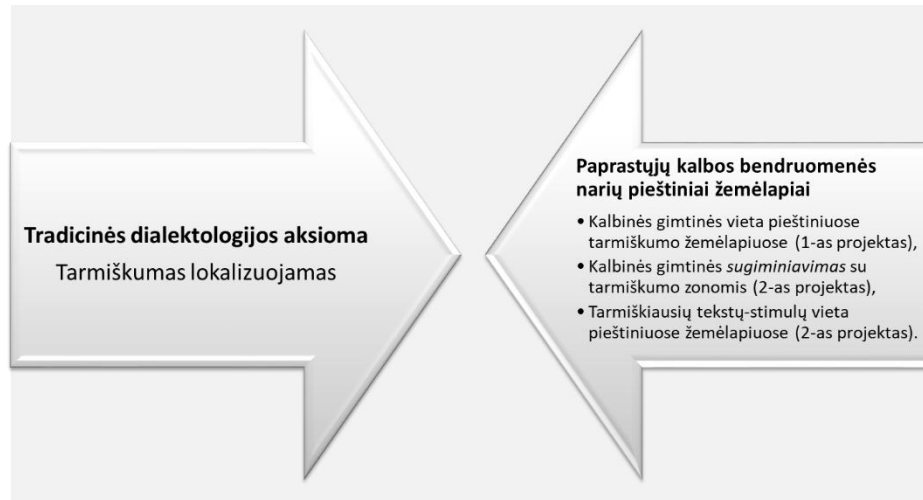 Tradicinės dialektologijos aksioma
Tarmiškumas lokalizuojamas
Paprastųjų kalbos bendruomenės
narių pieštiniai žemėlapiai
• Kalbinės gimtinės vieta pieštiniuose
tarmiškumo žemėlapiuose (1-as projektas),
• Kalbinės gimtinės sugiminiavimas su
tarmiškumo zonomis (2-as projektas),
• Tarmiškiausių tekstų-stimulų vieta
pieštiniuose žemėlapiuose (2-as projektas).